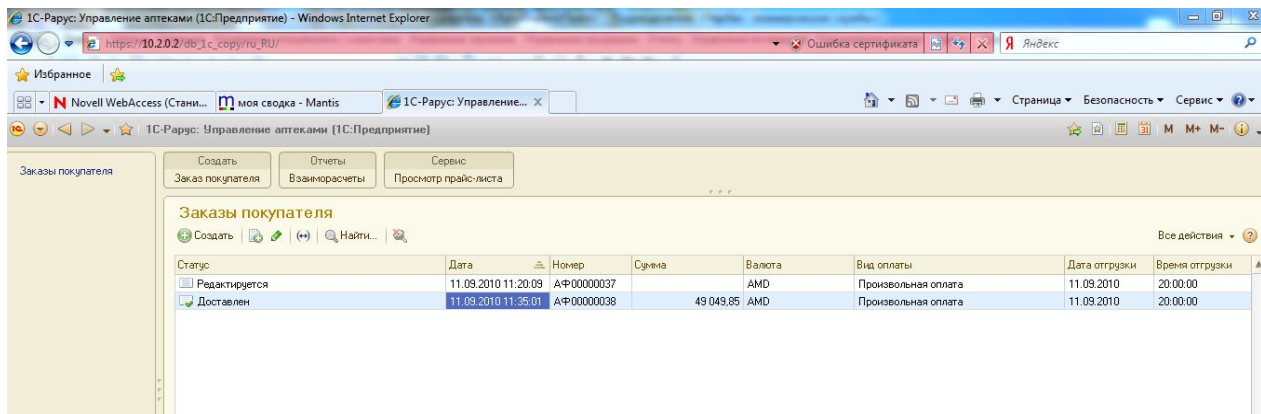 1С-Рарус: Управление аптеками (1С:Предприятие) - Windows Internet Explorer
https://10.2.0.2/db_1c_copy/ru_RU/ Ошибка сертификата Я Яндекс
Избранное
N Novell WebAccess (Стани... m моя сводка - Mantis 1С-Рарус: Управление... X Страница Безопасность Сервис
1С-Рарус: Управление аптеками (1С:Предприятие) 31 M M+ M-
Заказы покупателя
Создать Отчеты Сервис
Заказ покупателя Взаиморасчеты Просмотр прайс-листа
Заказы покупателя
Создать Найти... Все действия
Статус Дата Номер Сумма Валюта Вид оплаты Дата отгрузки Время отгрузки
Редактируется 11.09.2010 11:20:09 АФ00000037 AMD Произвольная оплата 11.09.2010 20:00:00
Доставлен 11.09.2010 11:35:01 АФ00000038 49 049,85 AMD Произвольная оплата 11.09.2010 20:00:00